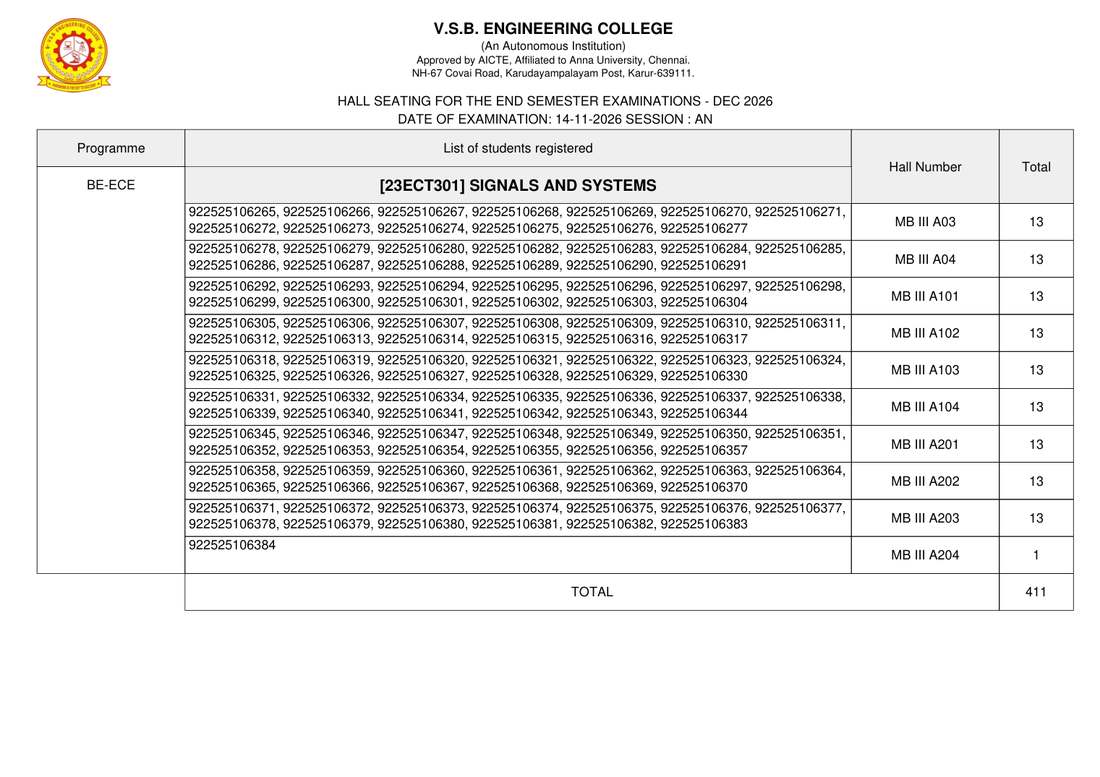 V.S.B. ENGINEERING COLLEGE
(An Autonomous Institution)
Approved by AICTE, Affiliated to Anna University, Chennai.
NH-67 Covai Road, Karudayampalayam Post, Karur-639111.
HALL SEATING FOR THE END SEMESTER EXAMINATIONS - DEC 2026
DATE OF EXAMINATION: 14-11-2026 SESSION : AN
Programme List of students registered Hall Number Total
BE-ECE [23ECT301] SIGNALS AND SYSTEMS
922525106265, 922525106266, 922525106267, 922525106268, 922525106269, 922525106270, 922525106271,
922525106272, 922525106273, 922525106274, 922525106275, 922525106276, 922525106277
MB III A03 13
922525106278, 922525106279, 922525106280, 922525106282, 922525106283, 922525106284, 922525106285,
922525106286, 922525106287, 922525106288, 922525106289, 922525106290, 922525106291
MB III A04 13
922525106292, 922525106293, 922525106294, 922525106295, 922525106296, 922525106297, 922525106298,
922525106299, 922525106300, 922525106301, 922525106302, 922525106303, 922525106304
MB III A101 13
922525106305, 922525106306, 922525106307, 922525106308, 922525106309, 922525106310, 922525106311,
922525106312, 922525106313, 922525106314, 922525106315, 922525106316, 922525106317
MB III A102 13
922525106318, 922525106319, 922525106320, 922525106321, 922525106322, 922525106323, 922525106324,
922525106325, 922525106326, 922525106327, 922525106328, 922525106329, 922525106330
MB III A103 13
922525106331, 922525106332, 922525106334, 922525106335, 922525106336, 922525106337, 922525106338,
922525106339, 922525106340, 922525106341, 922525106342, 922525106343, 922525106344
MB III A104 13
922525106345, 922525106346, 922525106347, 922525106348, 922525106349, 922525106350, 922525106351,
922525106352, 922525106353, 922525106354, 922525106355, 922525106356, 922525106357
MB III A201 13
922525106358, 922525106359, 922525106360, 922525106361, 922525106362, 922525106363, 922525106364,
922525106365, 922525106366, 922525106367, 922525106368, 922525106369, 922525106370
MB III A202 13
922525106371, 922525106372, 922525106373, 922525106374, 922525106375, 922525106376, 922525106377,
922525106378, 922525106379, 922525106380, 922525106381, 922525106382, 922525106383
MB III A203 13
922525106384
MB III A204 1
TOTAL 411